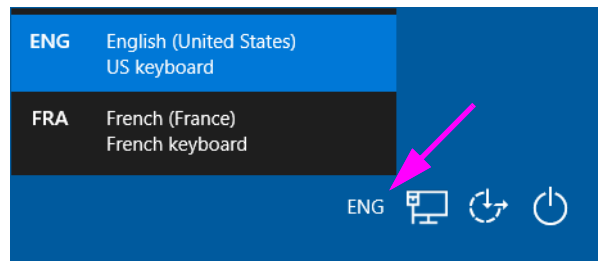 ENG English (United States)
US keyboard
FRA French (France)
French keyboard
ENG